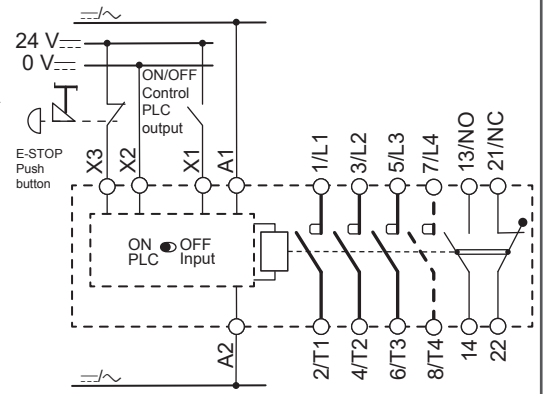 24 V
0 V
ON/OFF
Control
PLC
output
E-STOP
Push
button
X3
X2
X1
A1
1/L1
3/L2
5/L3
7/L4
13/NO
21/NC
ON OFF
PLC Input
A2
2/T1
4/T2
6/T3
8/T4
14
22